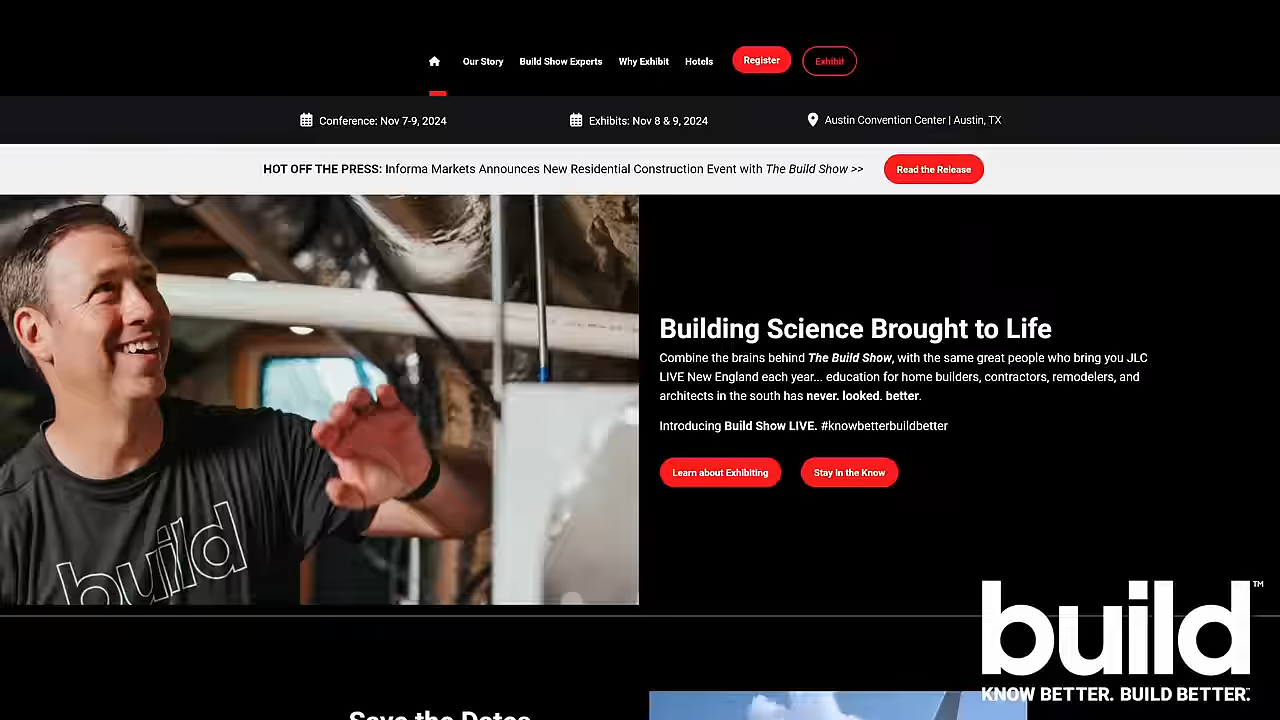 Our Story Build Show Experts Why Exhibit Hotels Register Exhibit
Conference: Nov 7-9, 2024 Exhibits: Nov 8 & 9, 2024 Austin Convention Center | Austin, TX
HOT OFF THE PRESS: Informa Markets Announces New Residential Construction Event with The Build Show >> Read the Release
Building Science Brought to Life
Combine the brains behind The Build Show, with the same great people who bring you JLC
LIVE New England each year... education for home builders, contractors, remodelers, and
architects in the south has never. looked. better.
Introducing Build Show LIVE. #knowbetterbuildbetter
Learn about Exhibiting Stay in the Know
build
build™
KNOW BETTER. BUILD BETTER.™
Save the Dates